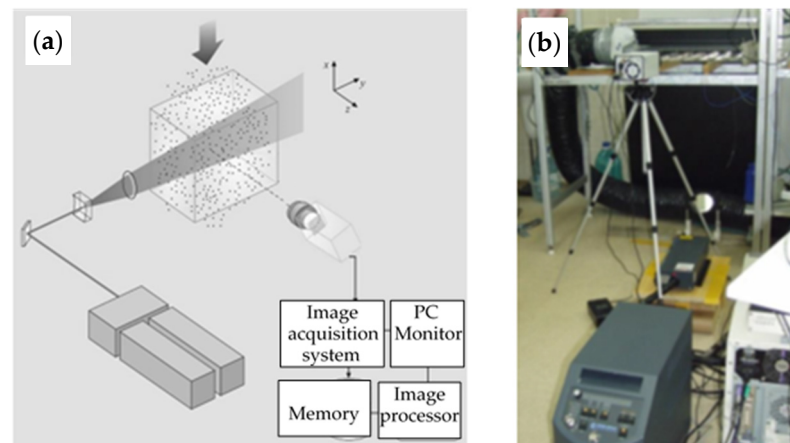 (a)
x
y
z
Image
acquisition
system
PC
Monitor
Memory
Image
processor
(b)